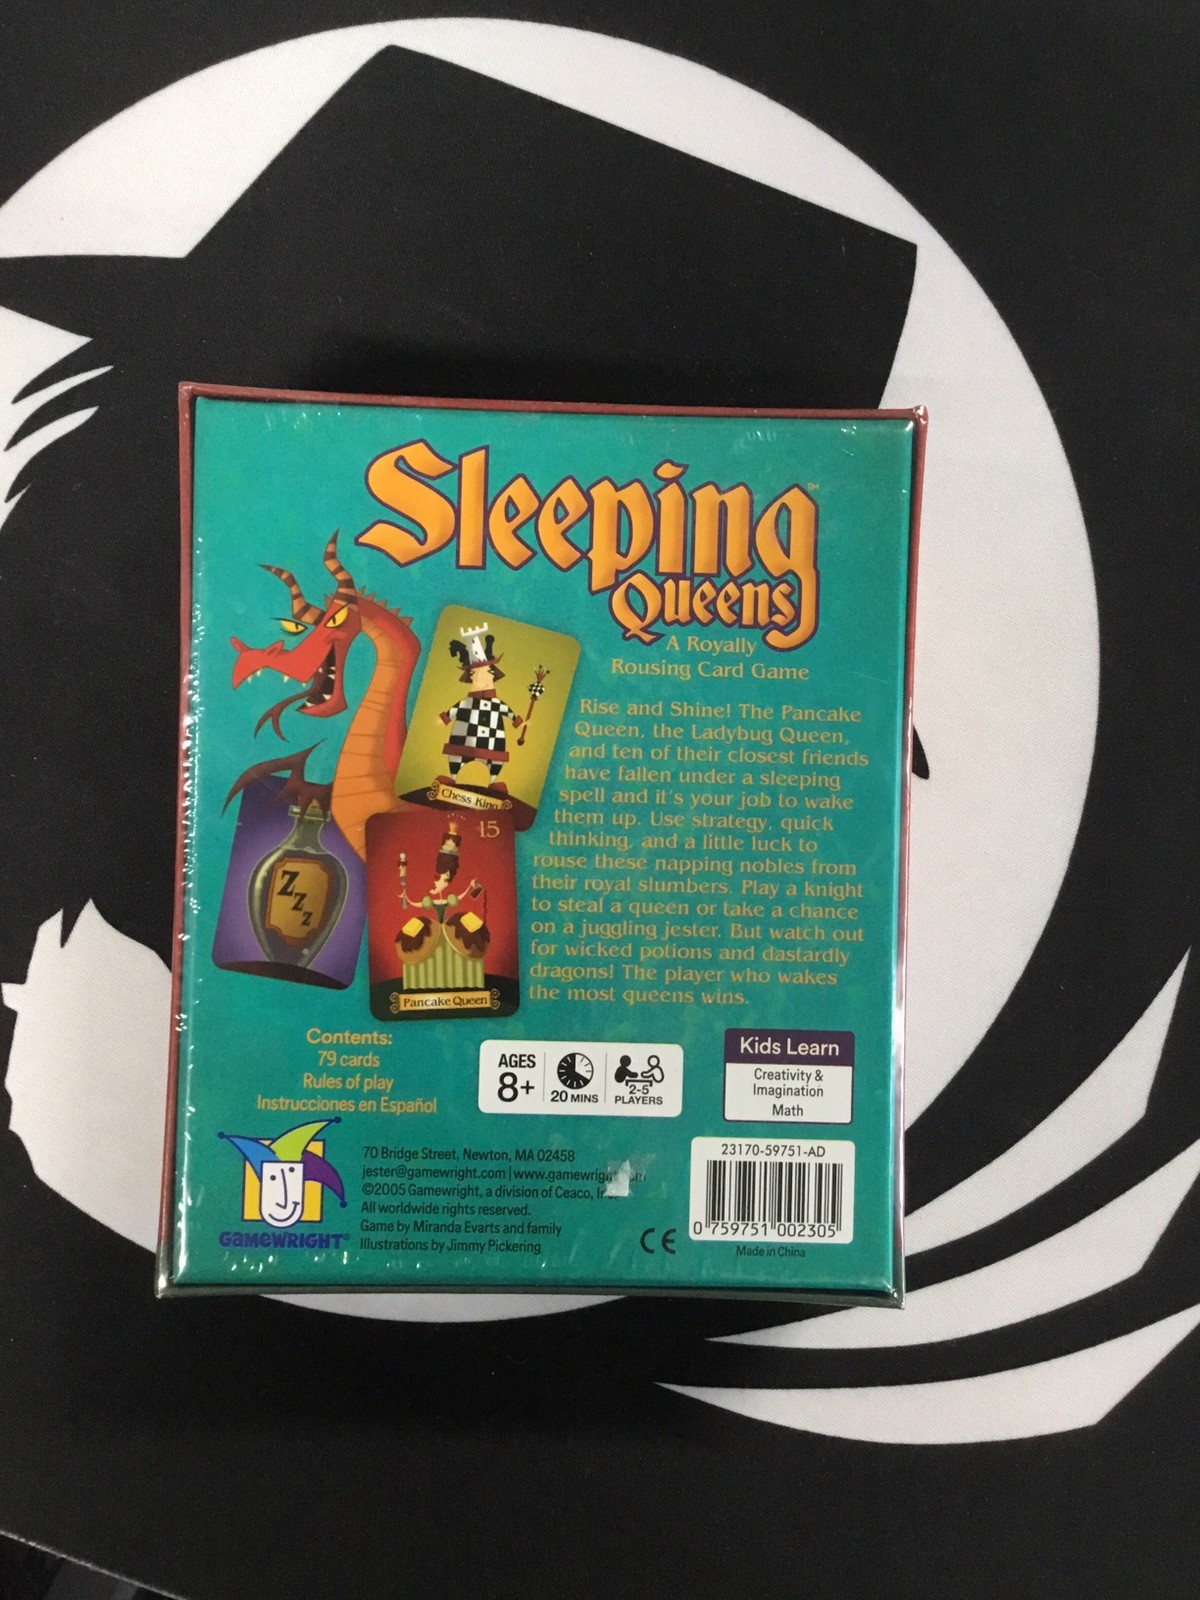 Sleeping™
Queens
A Royally
Rousing Card Game
Rise and Shine! The Pancake
Queen, the Ladybug Queen,
and ten of their closest friends
have fallen under a sleeping
spell and it's your job to wake
them up. Use strategy, quick
thinking, and a little luck to
rouse these napping nobles from
their royal slumbers. Play a knight
to steal a queen or take a chance
on a juggling jester. But watch out
for wicked potions and dastardly
dragons! The player who wakes
the most queens wins.
Chess King
15
Pancake Queen
Z
Z
Z
Contents:
79 cards
Rules of play
Instrucciones en Español
AGES
8+
20 MINS
2-5
PLAYERS
Kids Learn
Creativity &
Imagination
Math
GAMEWRIGHT®
70 Bridge Street, Newton, MA 02458
jester@gamewright.com |
©2005 Gamewright, a division of Ceaco,
All worldwide rights reserved.
Game by Miranda Evarts and family
Illustrations by Jimmy Pickering
CE
23170-59751-AD
0 759751 002305
Made in China